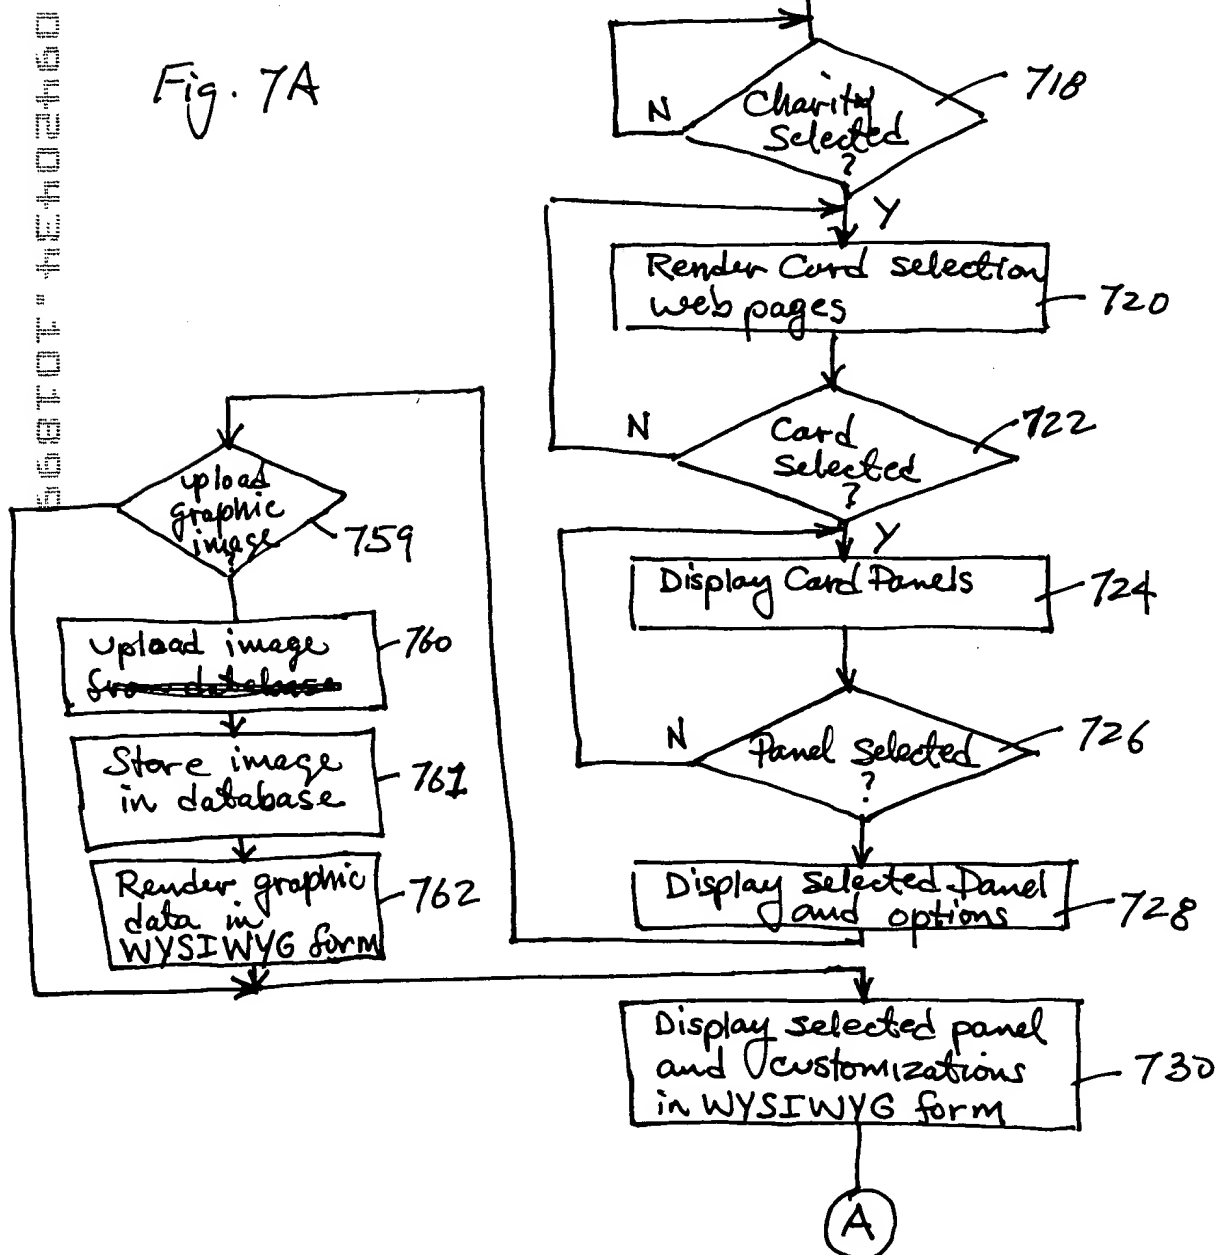 Fig. 7A
N
Charity
Selected
?
718
Y
Render Card selection
web pages
720
N
Card
selected
?
722
Y
Display Card Panels
724
N
Panel selected
?
726
Display selected Panel
and options
728
upload
graphic
image
?
759
upload image
760
Store image
in database
761
Render graphic
data in
WYSIWYG form
762
Display selected panel
and customizations
in WYSIWYG form
730
A